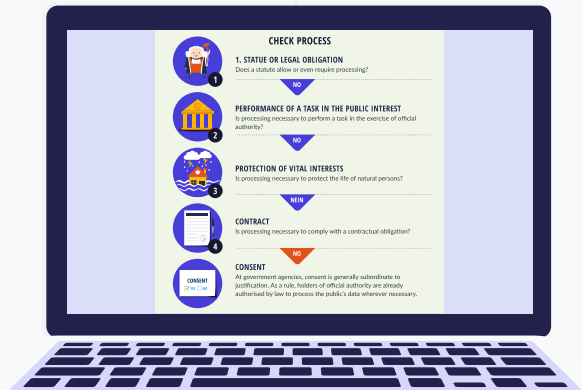 CHECK PROCESS
1. STATUTE OR LEGAL OBLIGATION
Does a statute allow or even require processing?
1
NO
PERFORMANCE OF A TASK IN THE PUBLIC INTEREST
Is processing necessary to perform a task in the exercise of official
authority?
2
NO
PROTECTION OF VITAL INTERESTS
Is processing necessary to protect the life of natural persons?
3
NEIN
CONTRACT
Is processing necessary to comply with a contractual obligation?
4
NO
CONSENT
At government agencies, consent is generally subordinate to
justification. As a rule, holders of official authority are already
authorised by law to process the public's data wherever necessary.
CONSENT
YES NO